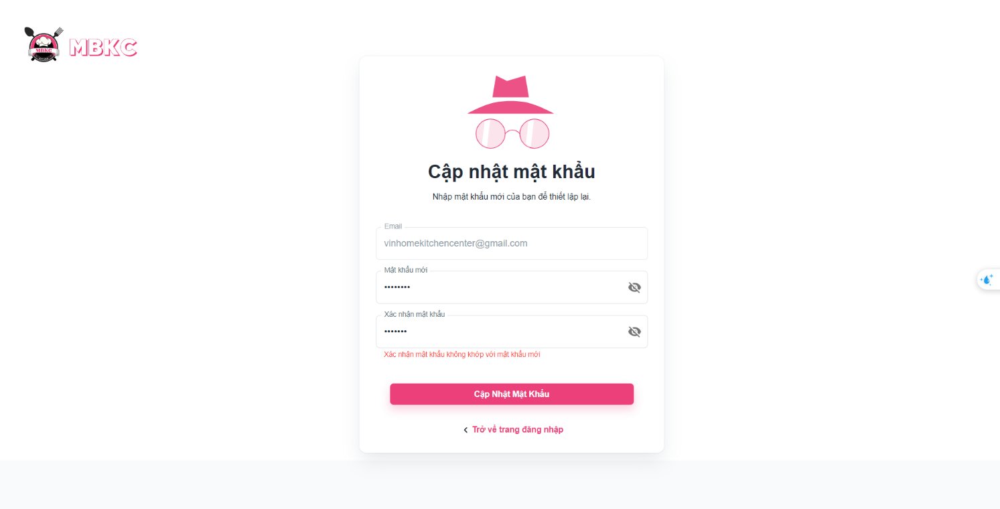 MBKC
MBKC
Cập nhật mật khẩu
Nhập mật khẩu mới của bạn để thiết lập lại.
Email
vinhomekitchencenter@gmail.com
Mật khẩu mới
••••••••
Xác nhận mật khẩu
•••••••
Xác nhận mật khẩu không khớp với mật khẩu mới
Cập Nhật Mật Khẩu
Trở về trang đăng nhập